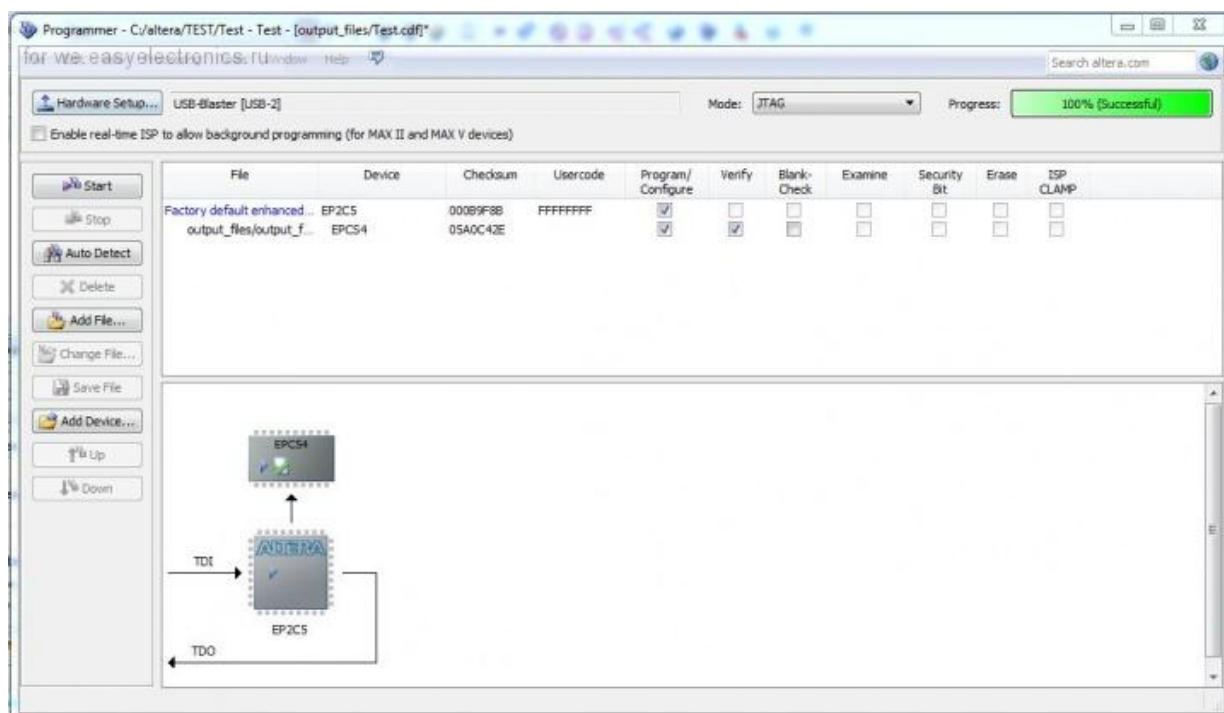 Programmer - C:/altera/TEST/Test - Test - [output_files/Test.cdf]*
for we.easyelectronics.ru Window Help
Search altera.com
Hardware Setup... USB-Blaster [USB-2] Mode: JTAG Progress: 100% (Successful)
Enable real-time ISP to allow background programming (for MAX II and MAX V devices)
Start
Stop
Auto Detect
Delete
Add File...
Change File...
Save File
Add Device...
Up
Down
File Device Checksum Usercode Program/ Configure Verify Blank- Check Examine Security Bit Erase ISP CLAMP
Factory default enhanced... EP2C5 000B9F8B FFFFFFFF
output_files/output_f... EPCS4 05A0C42E
EPCS4
ALTERA
TDI
EP2C5
TDO